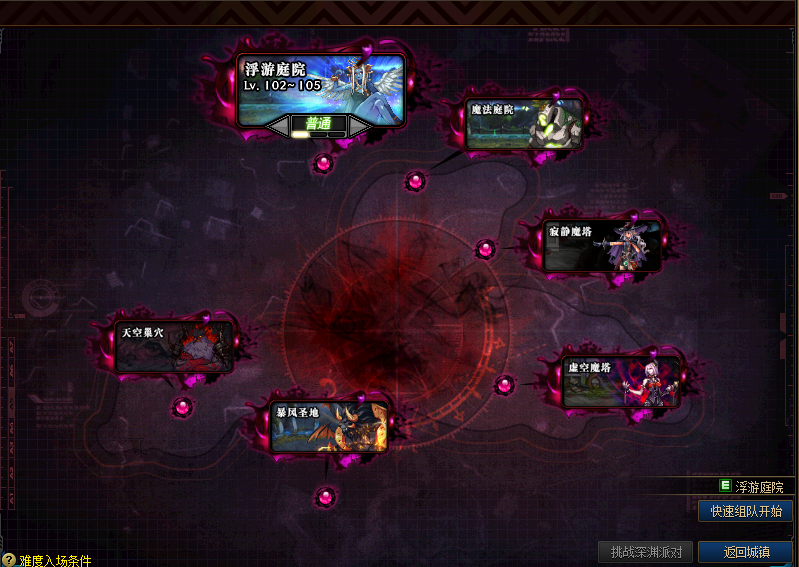 浮游庭院
Lv. 102~105
普通
魔法庭院
寂静魔塔
天空巢穴
虚空魔塔
暴风圣地
E 浮游庭院
快速组队开始
? 难度入场条件
挑战深渊派对
返回城镇